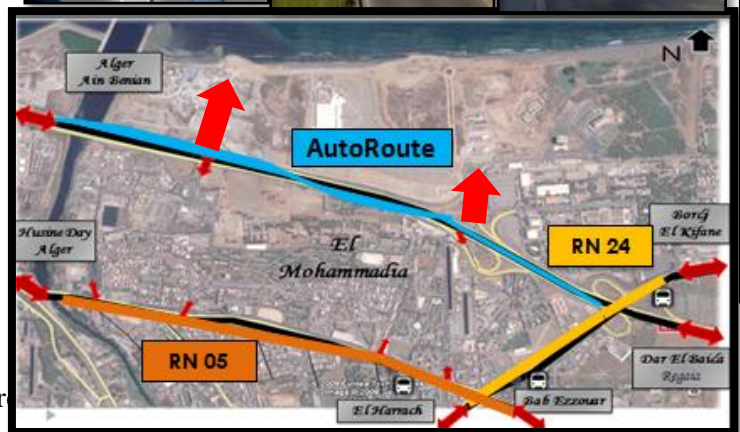 Alger
Ain Benian
N
AutoRoute
Husine Day
Alger
El
Mohammadia
Bordj
El Kifane
RN 24
RN 05
Dar El Baida
Regaia
El Harrach
Bab Ezzouar